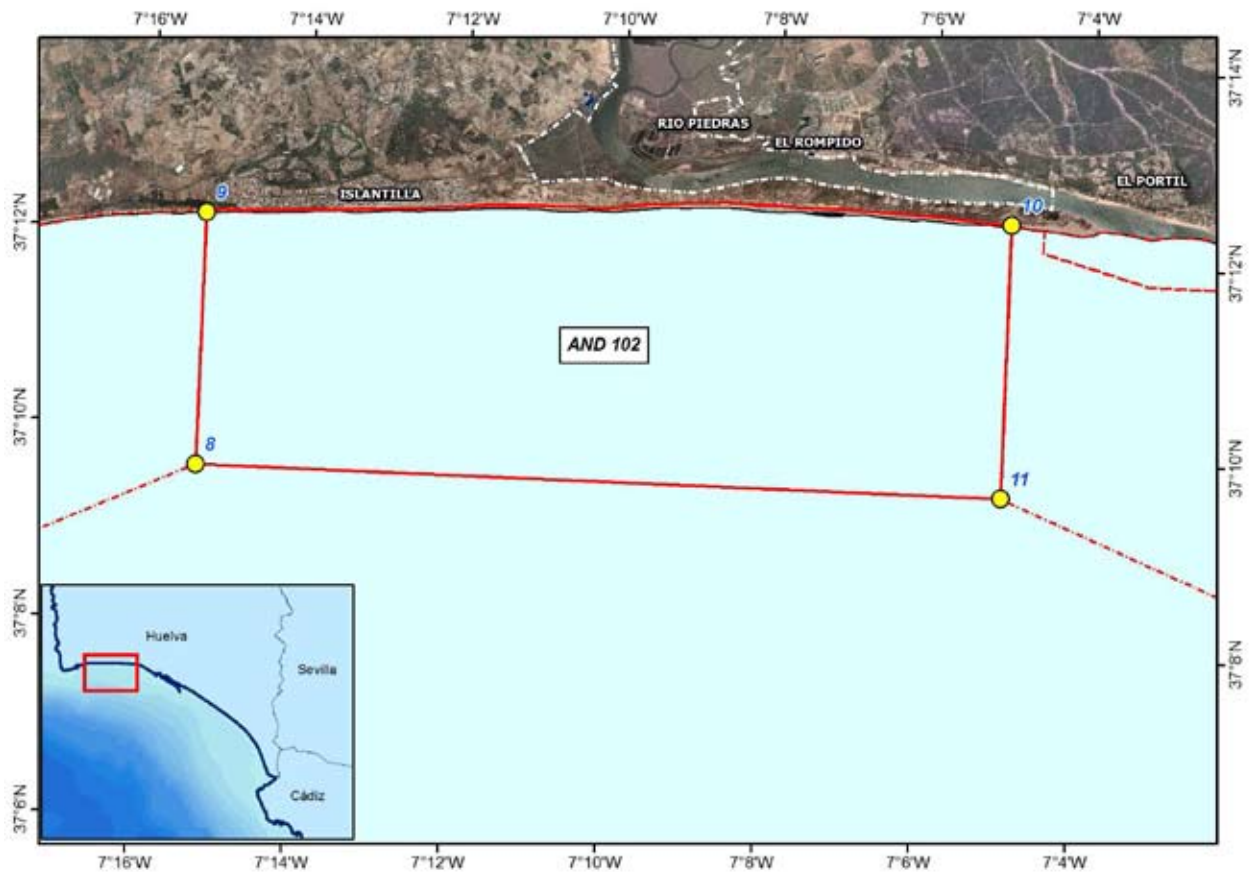 7°16'W 7°14'W 7°12'W 7°10'W 7°8'W 7°6'W 7°4'W
37°14'N
RIO PIEDRAS
EL ROMPIDO
EL PORTIL
ISLANTILLA
9
10
37°12'N
37°12'N
AND 102
37°10'N
8
37°10'N
11
37°8'N
Huelva
37°8'N
Sevilla
Cádiz
37°6'N
7°16'W 7°14'W 7°12'W 7°10'W 7°8'W 7°6'W 7°4'W